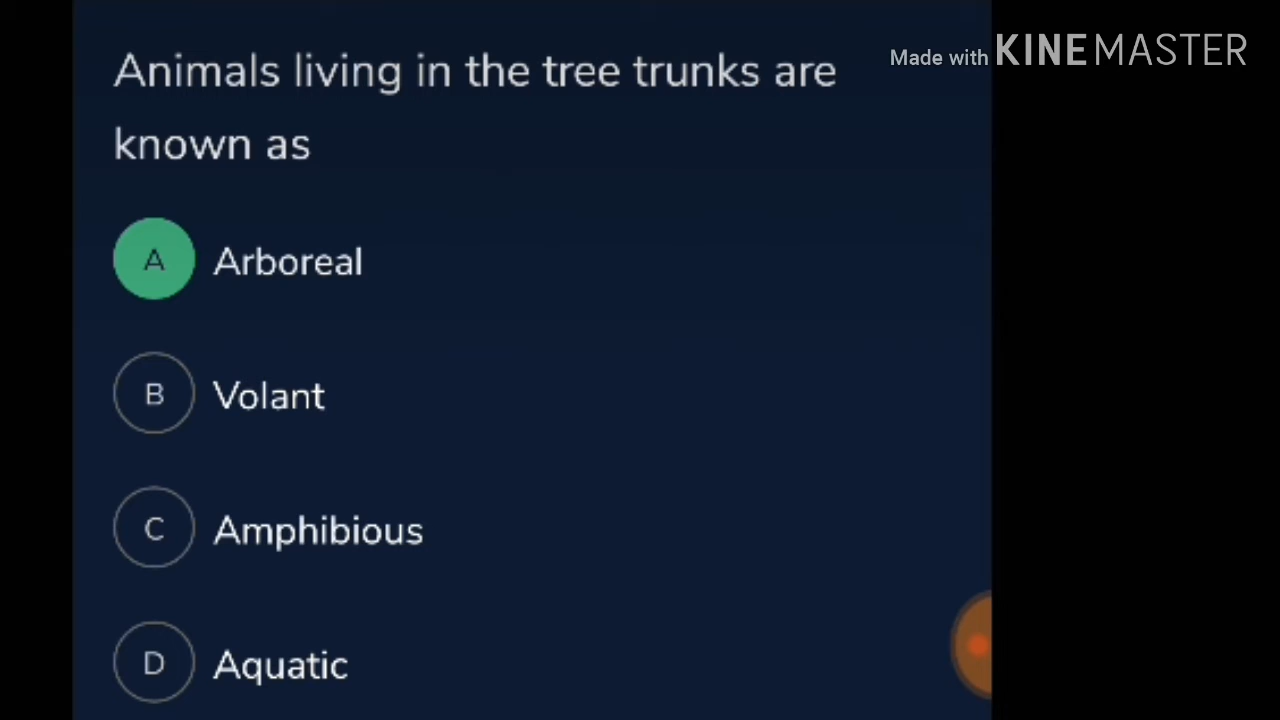 Made with KINEMASTER
Animals living in the tree trunks are
known as
A Arboreal
B Volant
C Amphibious
D Aquatic